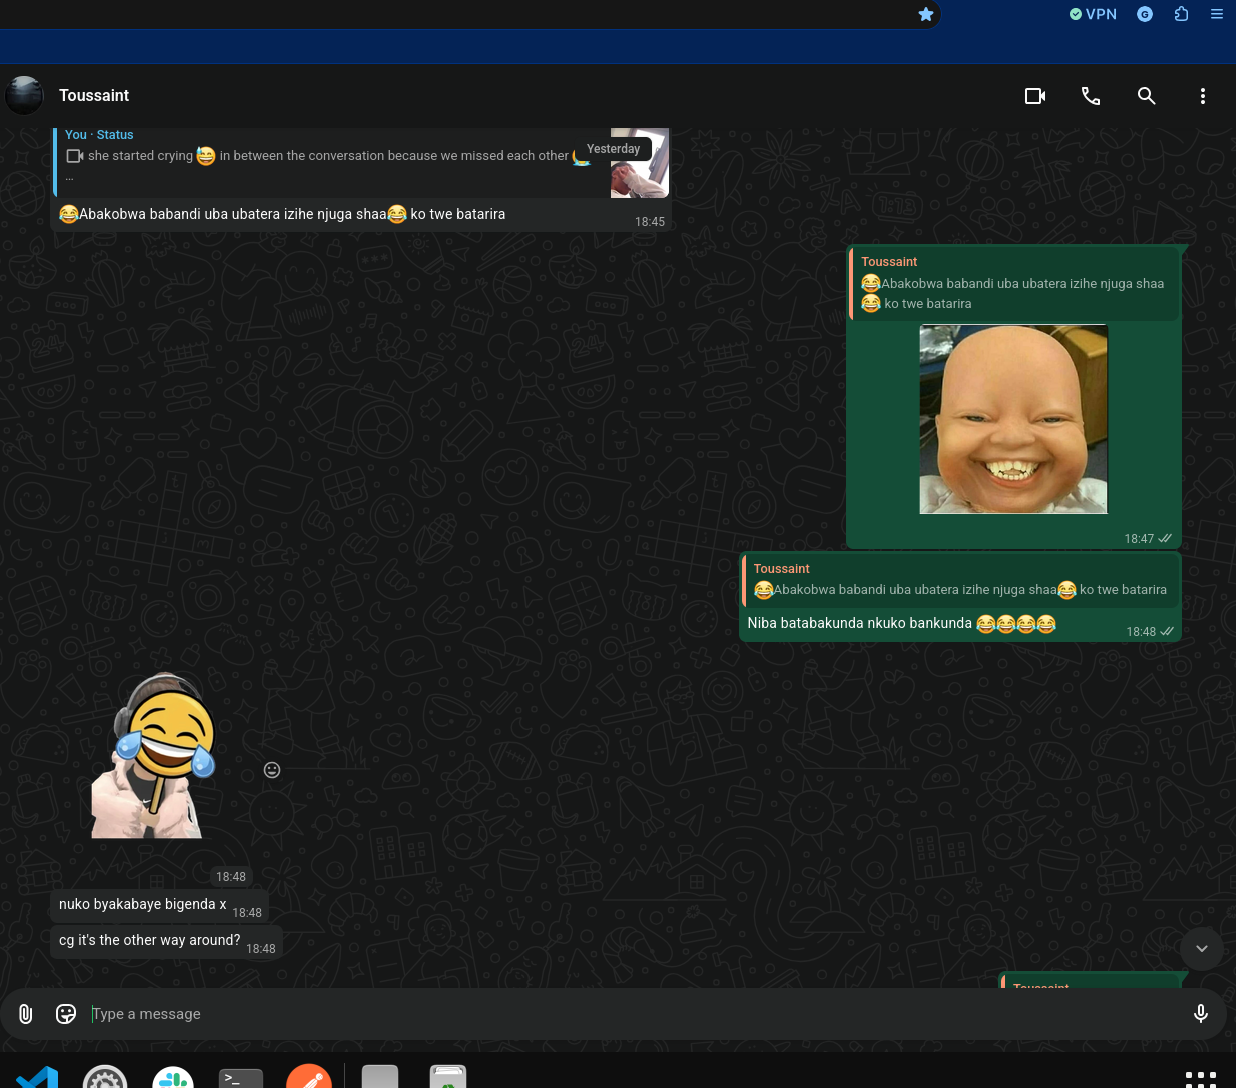 VPN
G
Toussaint
You · Status
she started crying 😅 in between the conversation because we missed each other
...
Yesterday
😂Abakobwa babandi uba ubatera izihe njuga shaa😂 ko twe batarira
18:45
Toussaint
😂Abakobwa babandi uba ubatera izihe njuga shaa
😂 ko twe batarira
18:47
Toussaint
😂Abakobwa babandi uba ubatera izihe njuga shaa😂 ko twe batarira
Niba batabakunda nkuko bankunda 😂😂😂😂
18:48
18:48
nuko byakabaye bigenda x
18:48
cg it's the other way around?
18:48
Toussaint
Type a message
>_